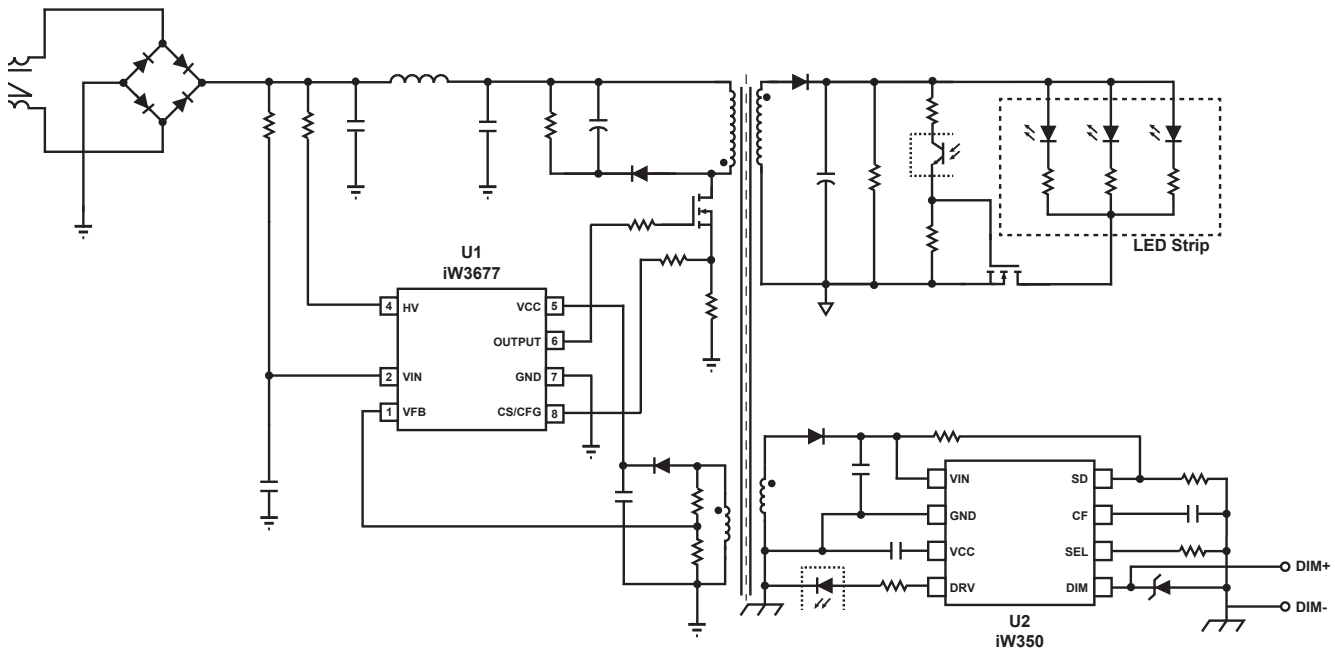 LED Strip
U1
iW3677
4 HV
VCC 5
OUTPUT 6
2 VIN
GND 7
1 VFB
CS/CFG 8
VIN
SD
GND
CF
VCC
SEL
DRV
DIM
DIM+
DIM-
U2
iW350